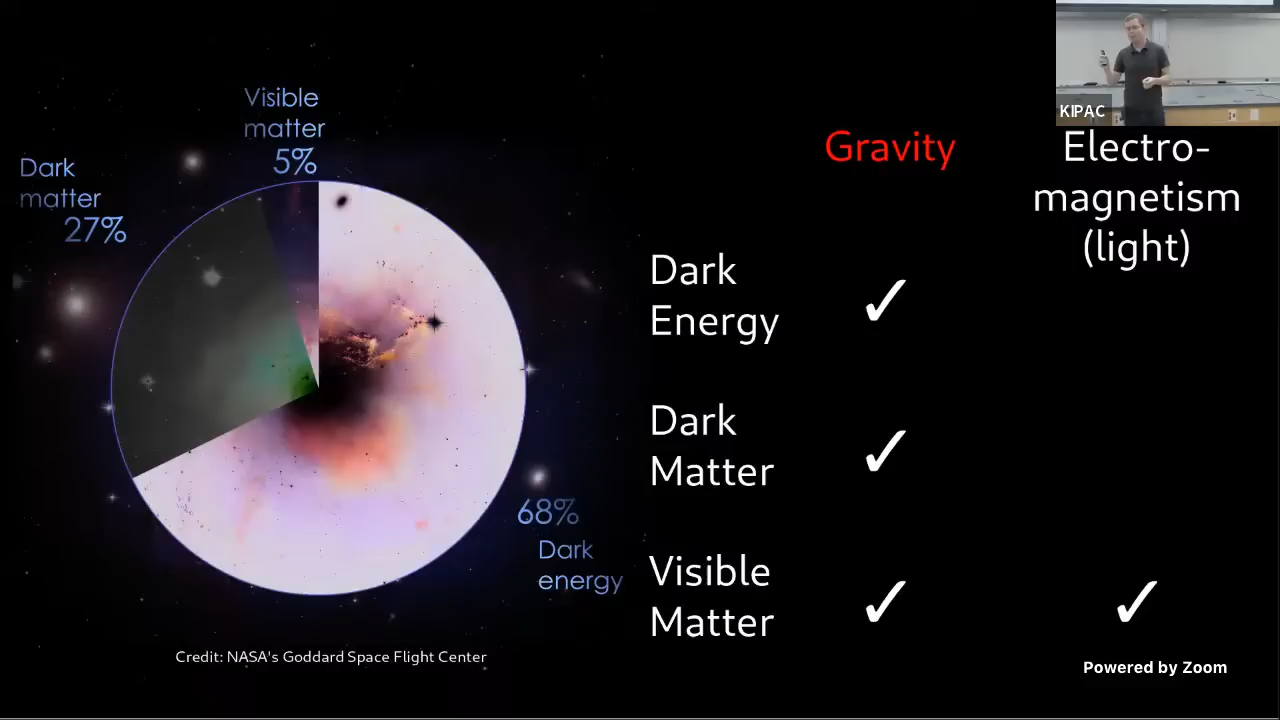 Visible
matter
5%
Dark
matter
27%
68%
Dark
energy
Credit: NASA's Goddard Space Flight Center
KIPAC
Gravity
Electro-
magnetism
(light)
Dark
Energy
✓
Dark
Matter
✓
Visible
Matter
✓
✓
Powered by Zoom